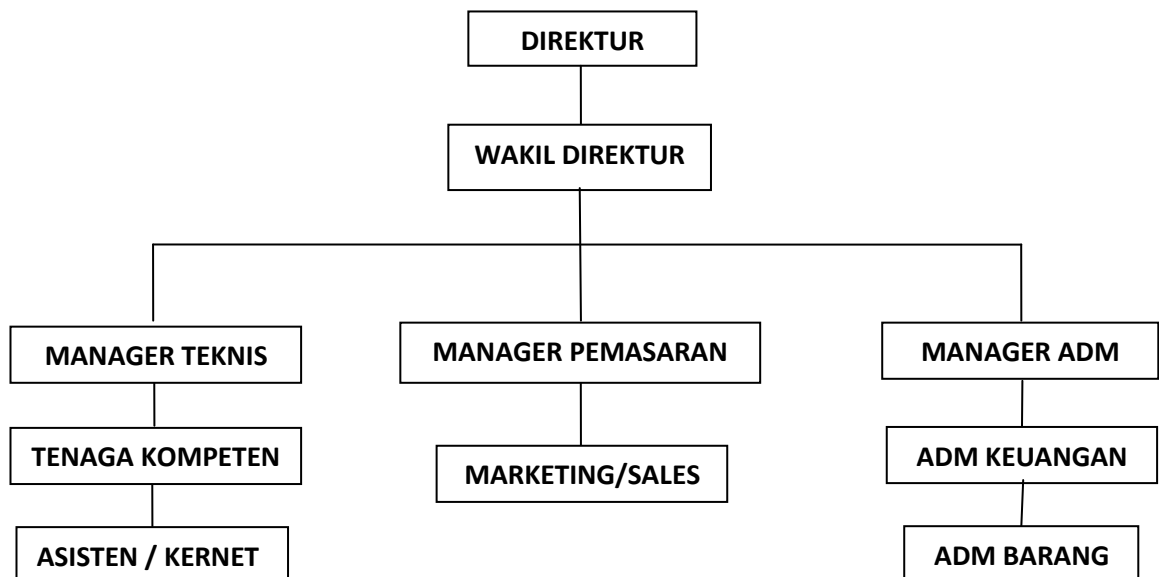 DIREKTUR
WAKIL DIREKTUR
MANAGER TEKNIS
MANAGER PEMASARAN
MANAGER ADM
TENAGA KOMPETEN
MARKETING/SALES
ADM KEUANGAN
ASISTEN / KERNET
ADM BARANG